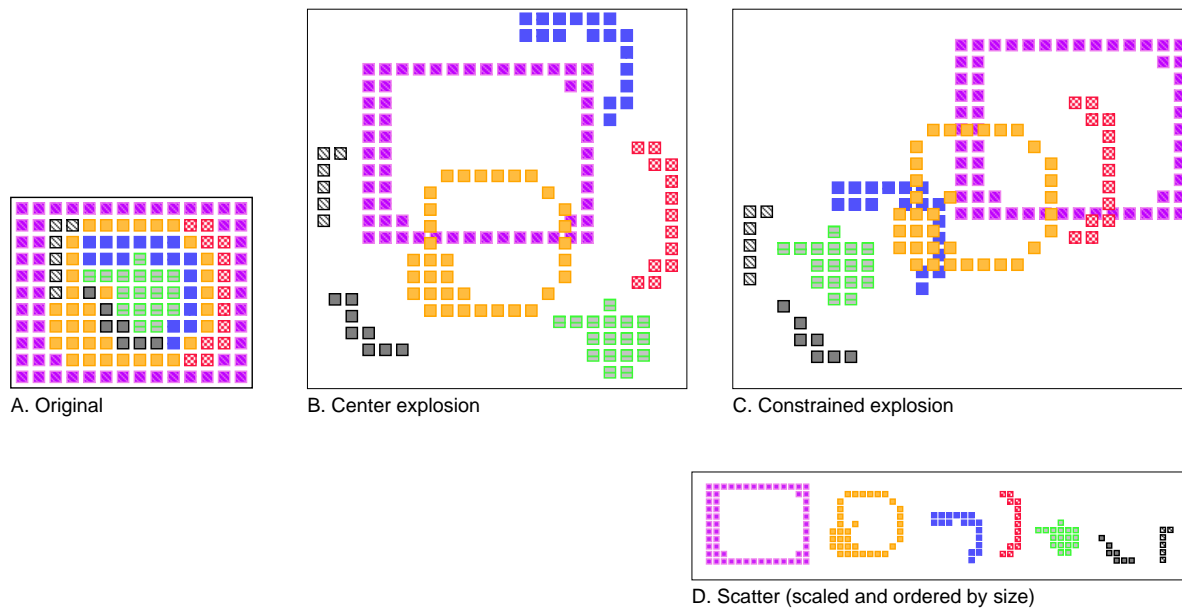 A. Original
B. Center explosion
C. Constrained explosion
D. Scatter (scaled and ordered by size)